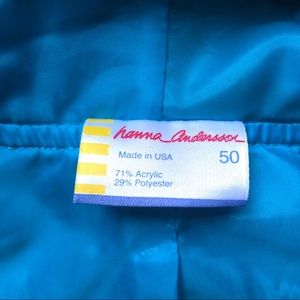 hanna Andersson
Made in USA 50
71% Acrylic
29% Polyester